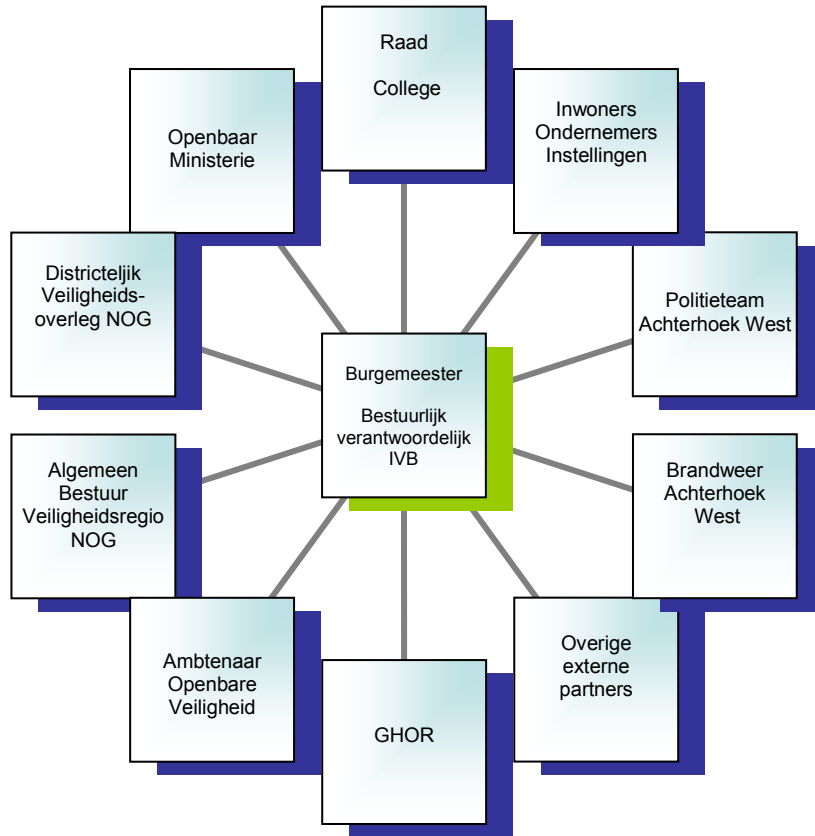 Raad
College
Inwoners
Ondernemers
Instellingen
Politieteam
Achterhoek West
Brandweer
Achterhoek
West
Overige
externe
partners
GHOR
Ambtenaar
Openbare
Veiligheid
Algemeen
Bestuur
Veiligheidsregio
NOG
Districteljik
Veiligheids-
overleg NOG
Openbaar
Ministerie
Burgemeester
Bestuurlijk
verantwoordelijk
IVB